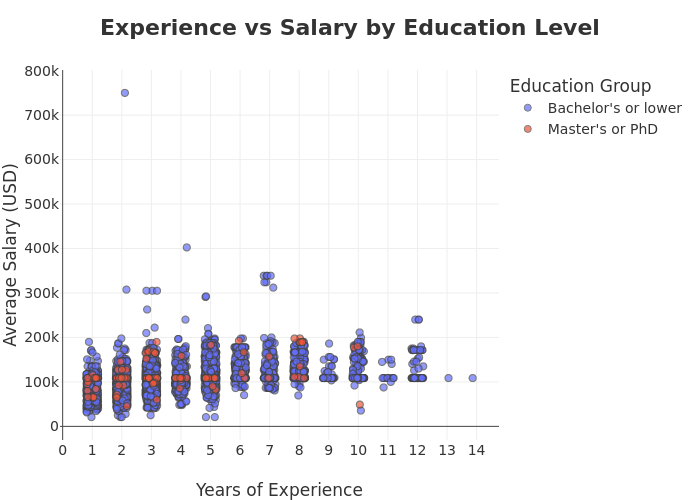 Experience vs Salary by Education Level
Education Group
Bachelor's or lower
Master's or PhD
Average Salary (USD)
800k
700k
600k
500k
400k
300k
200k
100k
0
0 1 2 3 4 5 6 7 8 9 10 11 12 13 14
Years of Experience